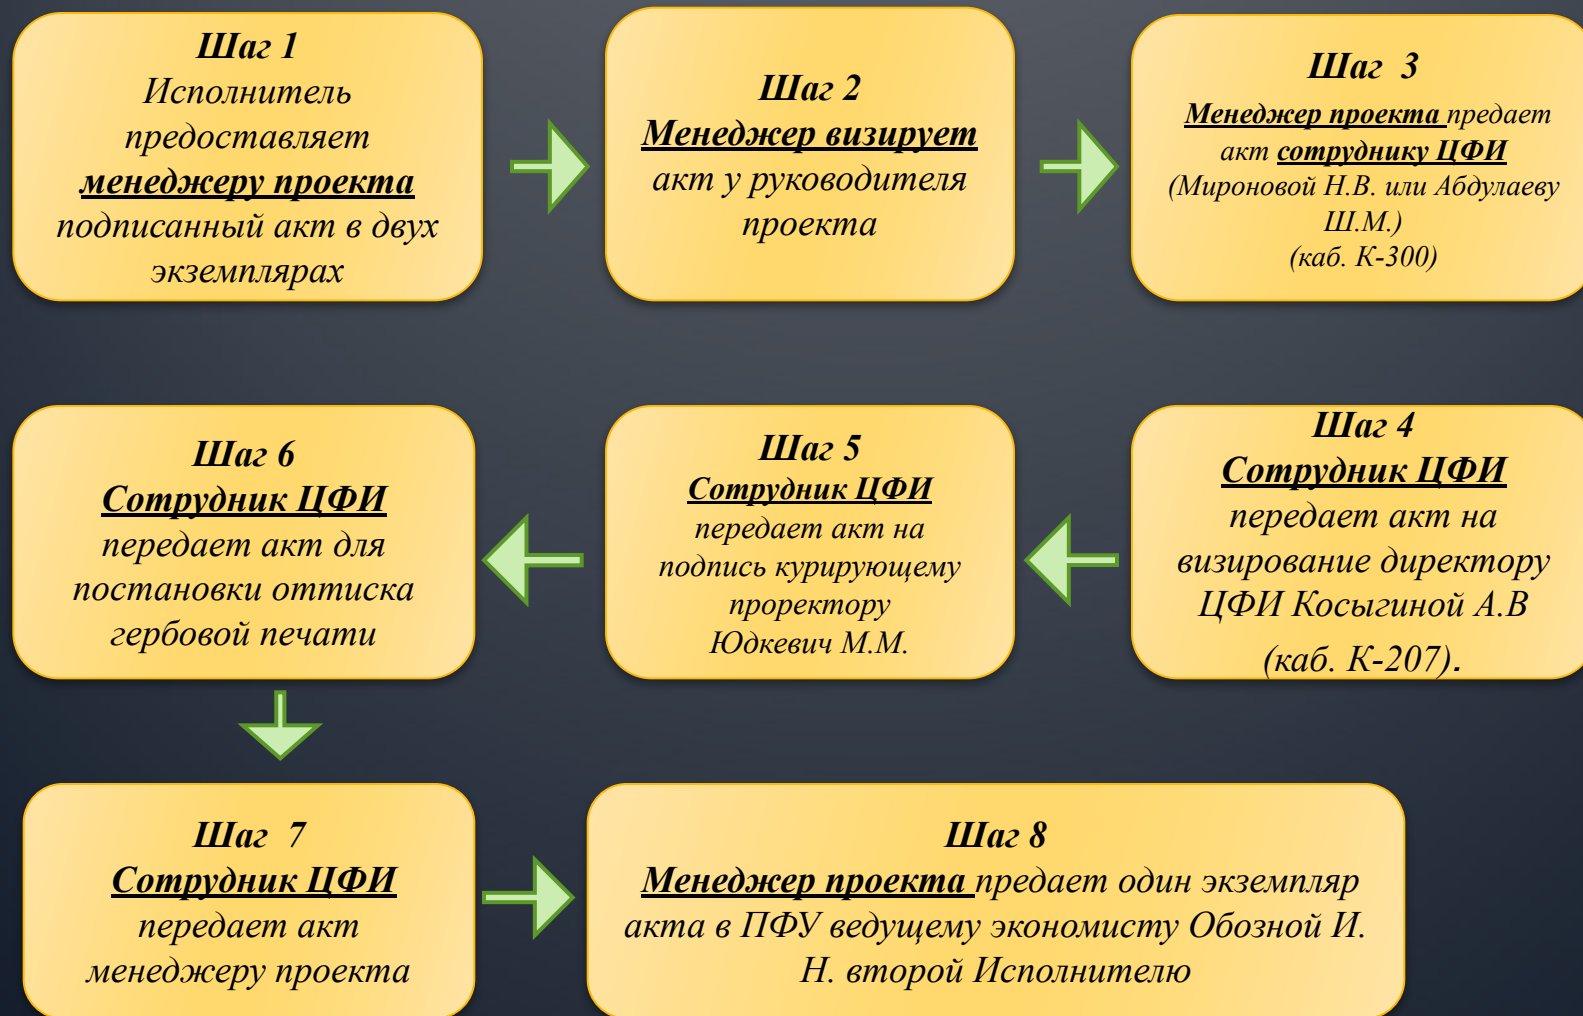 Шаг 1
Исполнитель
предоставляет
менеджеру проекта
подписанный акт в двух
экземплярах
Шаг 2
Менеджер визирует
акт у руководителя
проекта
Шаг 3
Менеджер проекта предает
акт сотруднику ЦФИ
(Мироновой Н.В. или Абдулаеву
Ш.М.)
(каб. К-300)
Шаг 4
Сотрудник ЦФИ
передает акт на
визирование директору
ЦФИ Косыгиной А.В
(каб. К-207).
Шаг 5
Сотрудник ЦФИ
передает акт на
подпись курирующему
проректору
Юдкевич М.М.
Шаг 6
Сотрудник ЦФИ
передает акт для
постановки оттиска
гербовой печати
Шаг 7
Сотрудник ЦФИ
передает акт
менеджеру проекта
Шаг 8
Менеджер проекта предает один экземпляр
акта в ПФУ ведущему экономисту Обозной И.
Н. второй Исполнителю